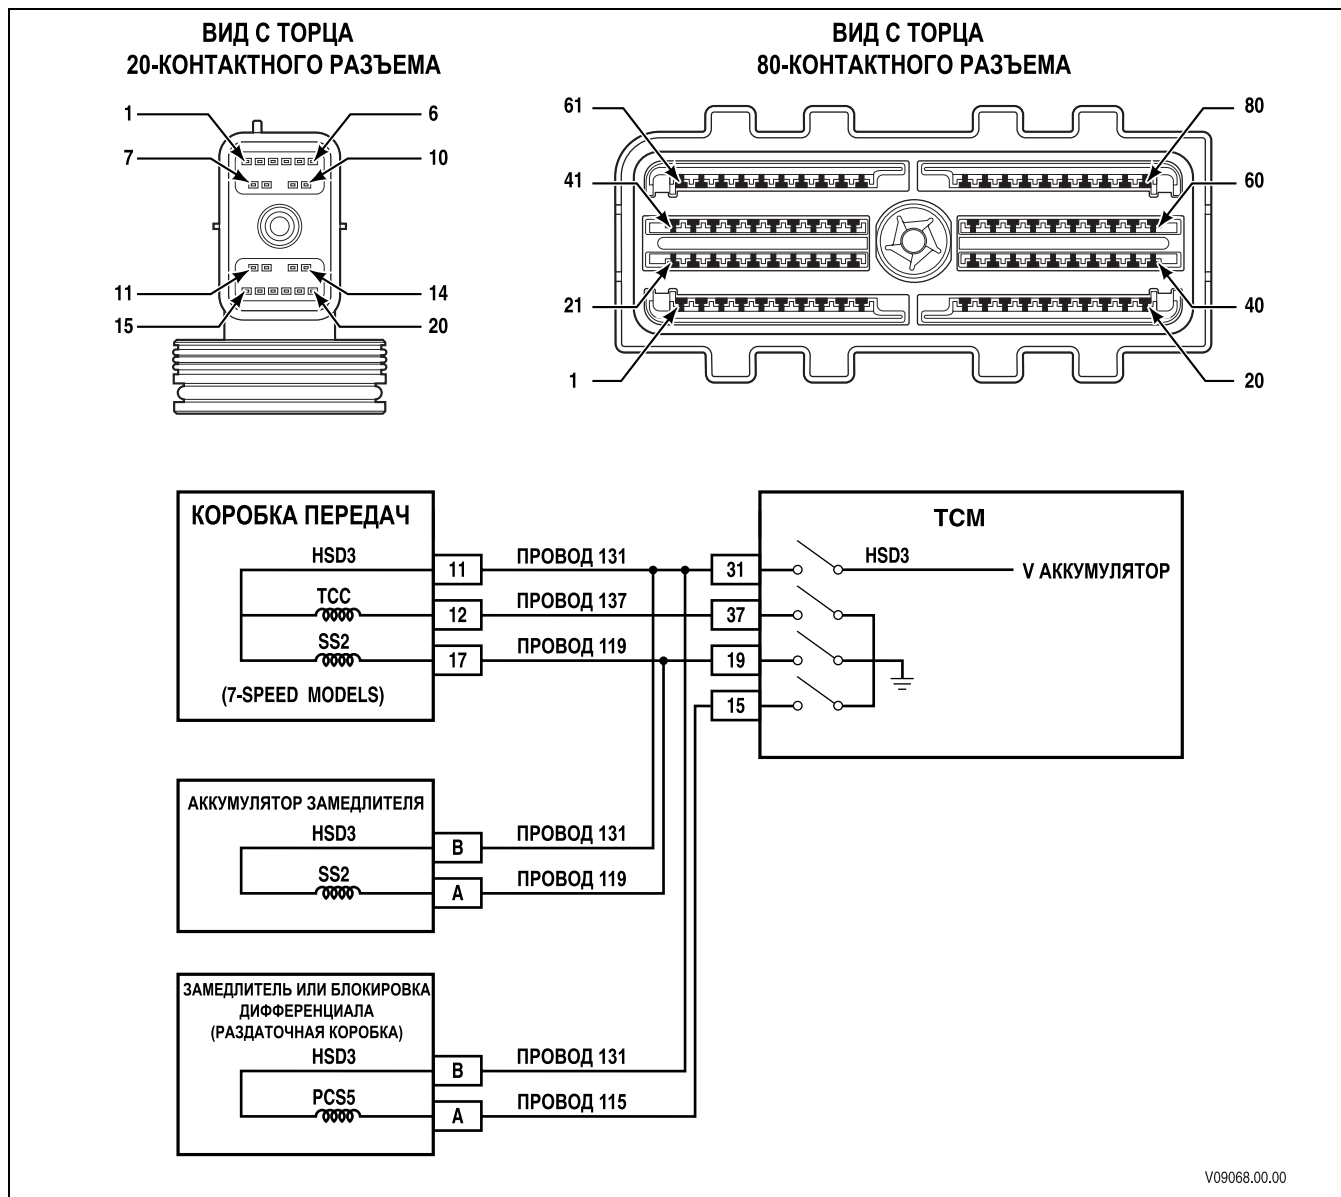 ВИД С ТОРЦА
20-КОНТАКТНОГО РАЗЪЕМА
1
6
7
10
11
14
15
20
ВИД С ТОРЦА
80-КОНТАКТНОГО РАЗЪЕМА
61
80
41
60
21
40
1
20
КОРОБКА ПЕРЕДАЧ
HSD3
11
ПРОВОД 131
TCC
12
ПРОВОД 137
SS2
17
ПРОВОД 119
(7-SPEED MODELS)
TCM
31
HSD3
V АККУМУЛЯТОР
37
19
15
АККУМУЛЯТОР ЗАМЕДЛИТЕЛЯ
HSD3
B
ПРОВОД 131
SS2
A
ПРОВОД 119
ЗАМЕДЛИТЕЛЬ ИЛИ БЛОКИРОВКА
ДИФФЕРЕНЦИАЛА
(РАЗДАТОЧНАЯ КОРОБКА)
HSD3
B
ПРОВОД 131
PCS5
A
ПРОВОД 115
V09068.00.00